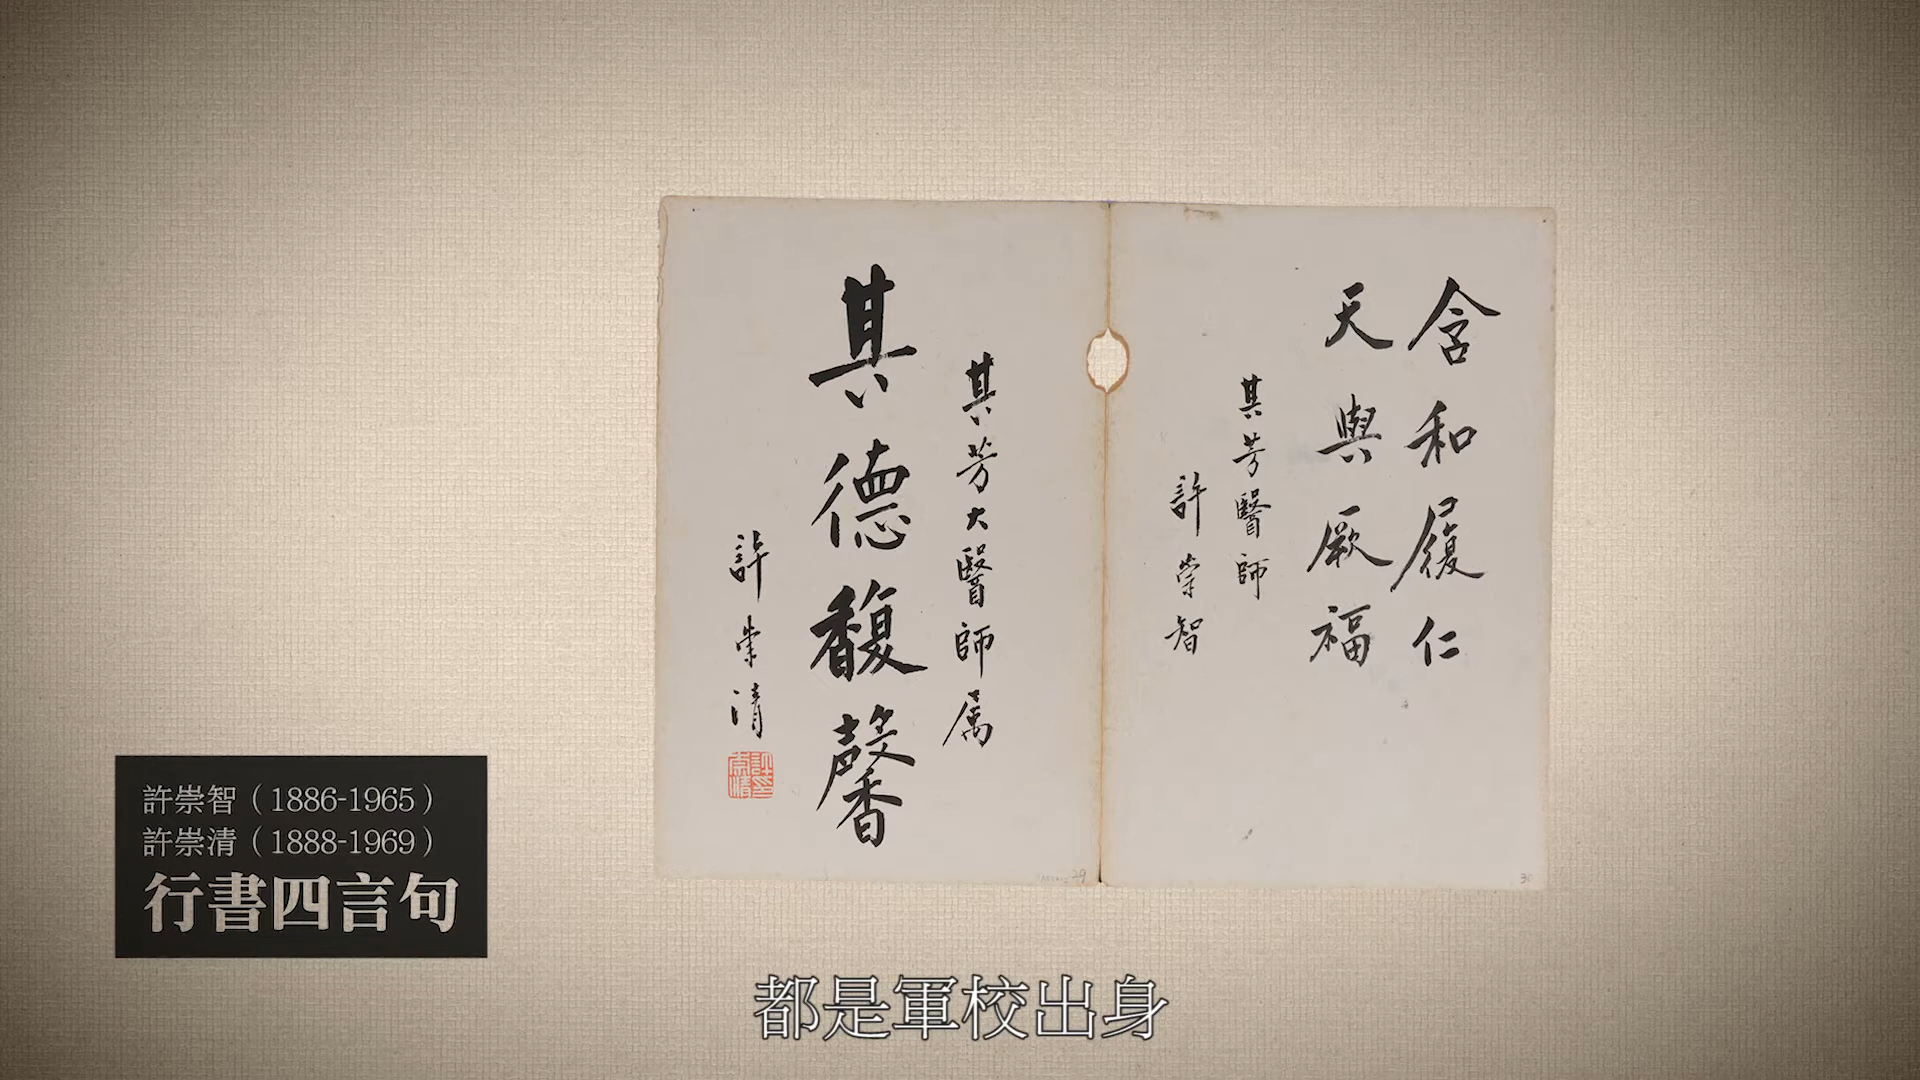 含和履仁
天與厥福
其芳醫師
許崇智
其芳大醫師属
其德馥馨
許崇清
許崇智（1886-1965）
許崇清（1888-1969）
行書四言句
都是軍校出身